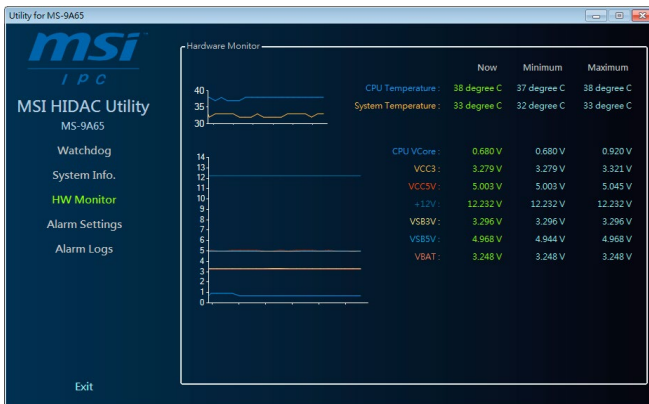 Utility for MS-9A65
msi
IPC
MSI HIDAC Utility
MS-9A65
Watchdog
System Info.
HW Monitor
Alarm Settings
Alarm Logs
Exit
Hardware Monitor
Now Minimum Maximum
40
35
30
CPU Temperature : 38 degree C 37 degree C 38 degree C
System Temperature : 33 degree C 32 degree C 33 degree C
14
13
12
11
10
9
8
7
6
5
4
3
2
1
0
CPU VCore : 0.680 V 0.680 V 0.920 V
VCC3 : 3.279 V 3.279 V 3.321 V
VCC5V : 5.003 V 5.003 V 5.045 V
+12V : 12.232 V 12.232 V 12.232 V
VSB3V : 3.296 V 3.296 V 3.296 V
VSB5V : 4.968 V 4.944 V 4.968 V
VBAT : 3.248 V 3.248 V 3.248 V